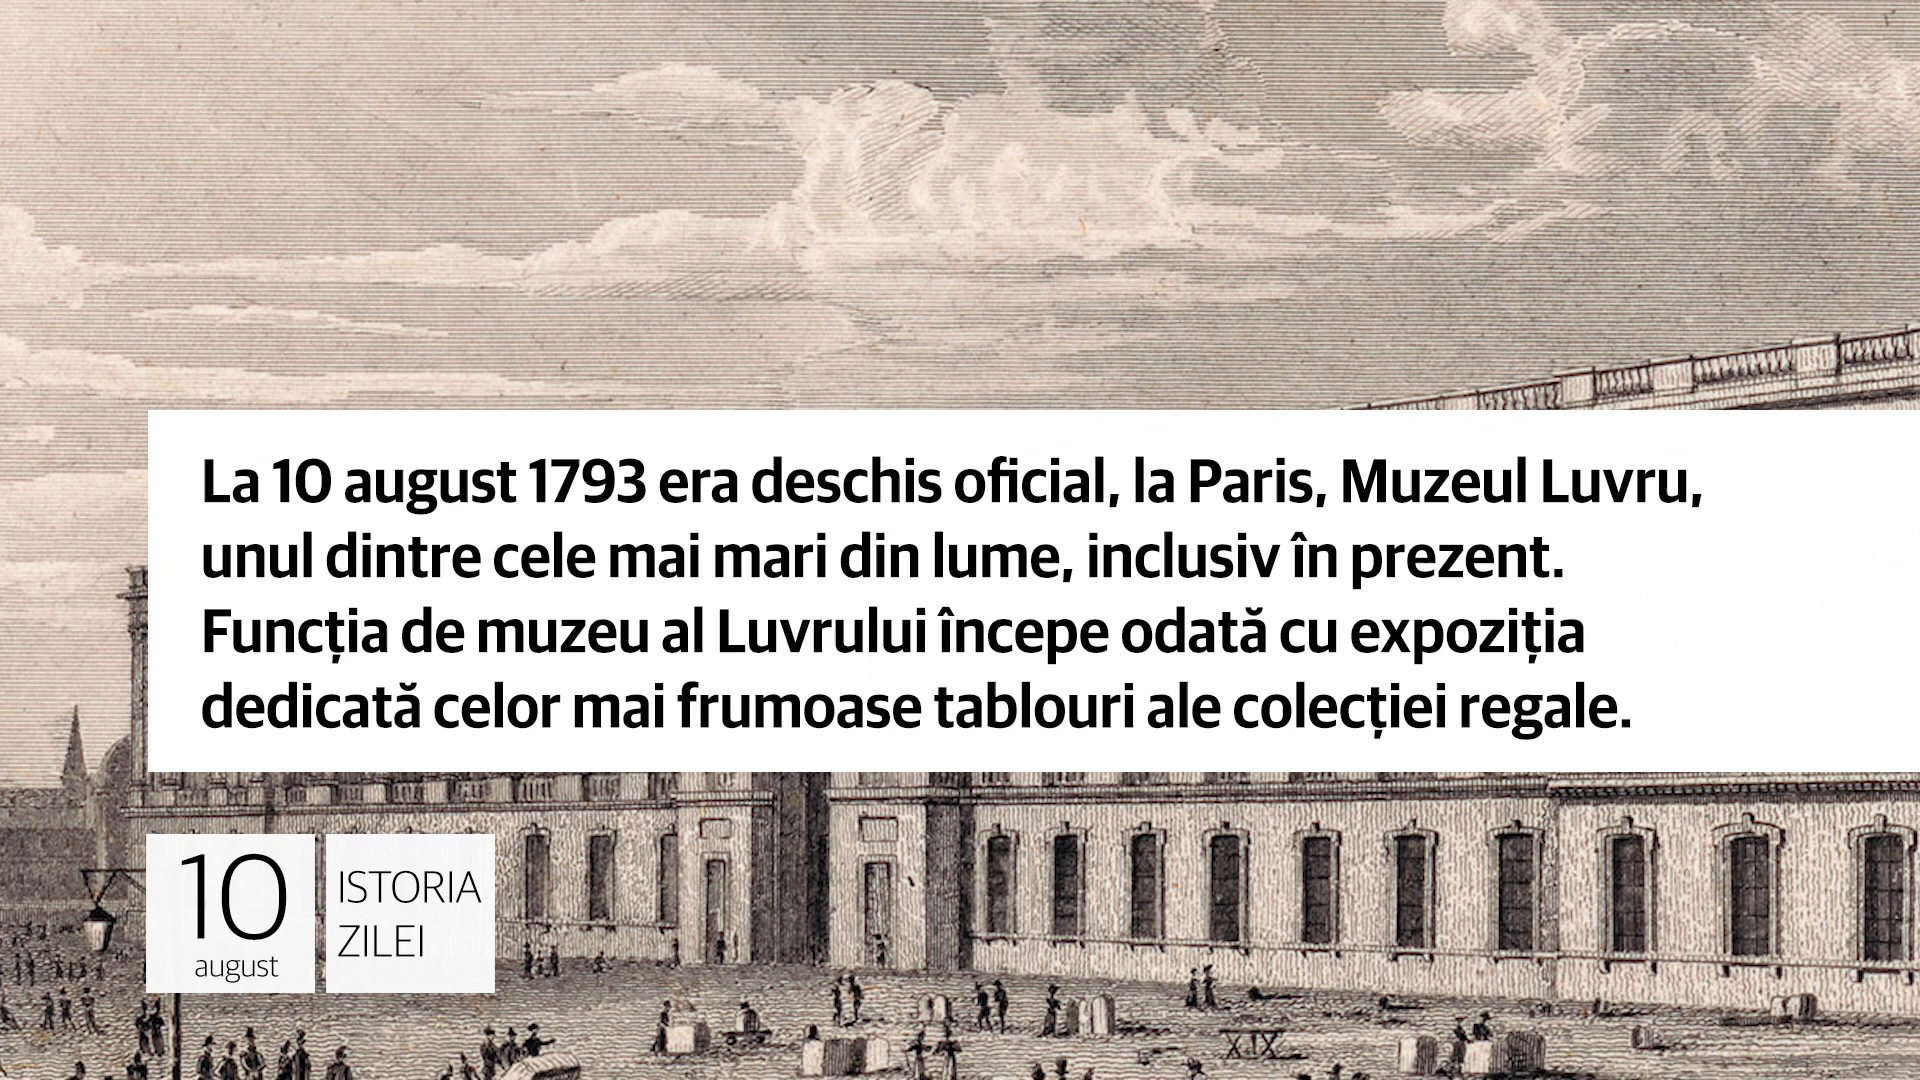 La 10 august 1793 era deschis oficial, la Paris, Muzeul Luvru,
unul dintre cele mai mari din lume, inclusiv în prezent.
Funcția de muzeu al Luvrului începe odată cu expoziția
dedicată celor mai frumoase tablouri ale colecției regale.
10
august
ISTORIA
ZILEI